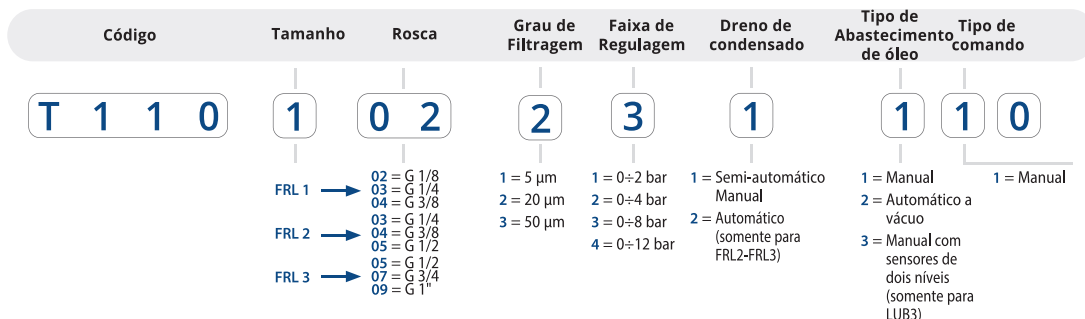 Código
Tamanho
Rosca
Grau de
Filtragem
Faixa de
Regulagem
Dreno de
condensado
Tipo de
Abastecimento
de óleo
Tipo de
comando
T 1 1 0
1
0 2
2
3
1
1
1 0
FRL 1
02 = G 1/8
03 = G 1/4
04 = G 3/8
FRL 2
03 = G 1/4
04 = G 3/8
05 = G 1/2
FRL 3
05 = G 1/2
07 = G 3/4
09 = G 1"
1 = 5 µm
2 = 20 µm
3 = 50 µm
1 = 0÷2 bar
2 = 0÷4 bar
3 = 0÷8 bar
4 = 0÷12 bar
1 = Semi-automático
Manual
2 = Automático
(somente para
FRL2-FRL3)
1 = Manual
2 = Automático a
vácuo
3 = Manual com
sensores de
dois níveis
(somente para
LUB3)
1 = Manual